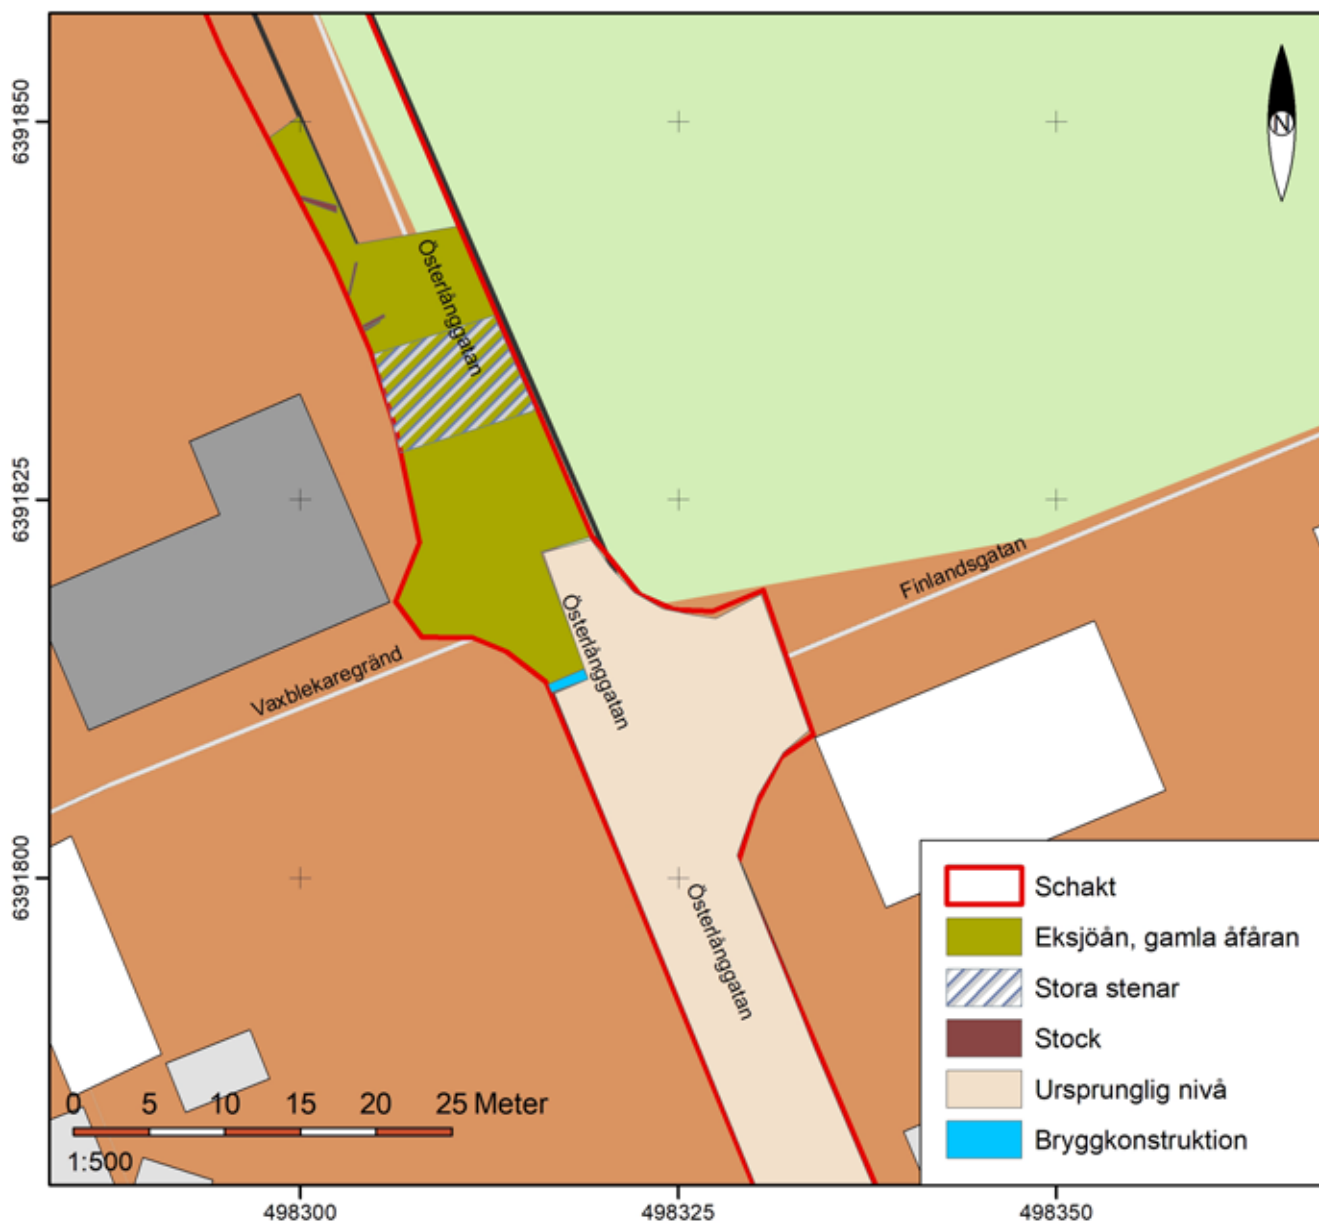 6391850
N
Österlånggatan
6391825
Finlandsgatan
Österlånggatan
Vaxblekaregränd
6391800
Österlånggatan
Schakt
Eksjöån, gamla åfåran
Stora stenar
Stock
Ursprunglig nivå
Bryggkonstruktion
0 5 10 15 20 25 Meter
1:500
498300 498325 498350